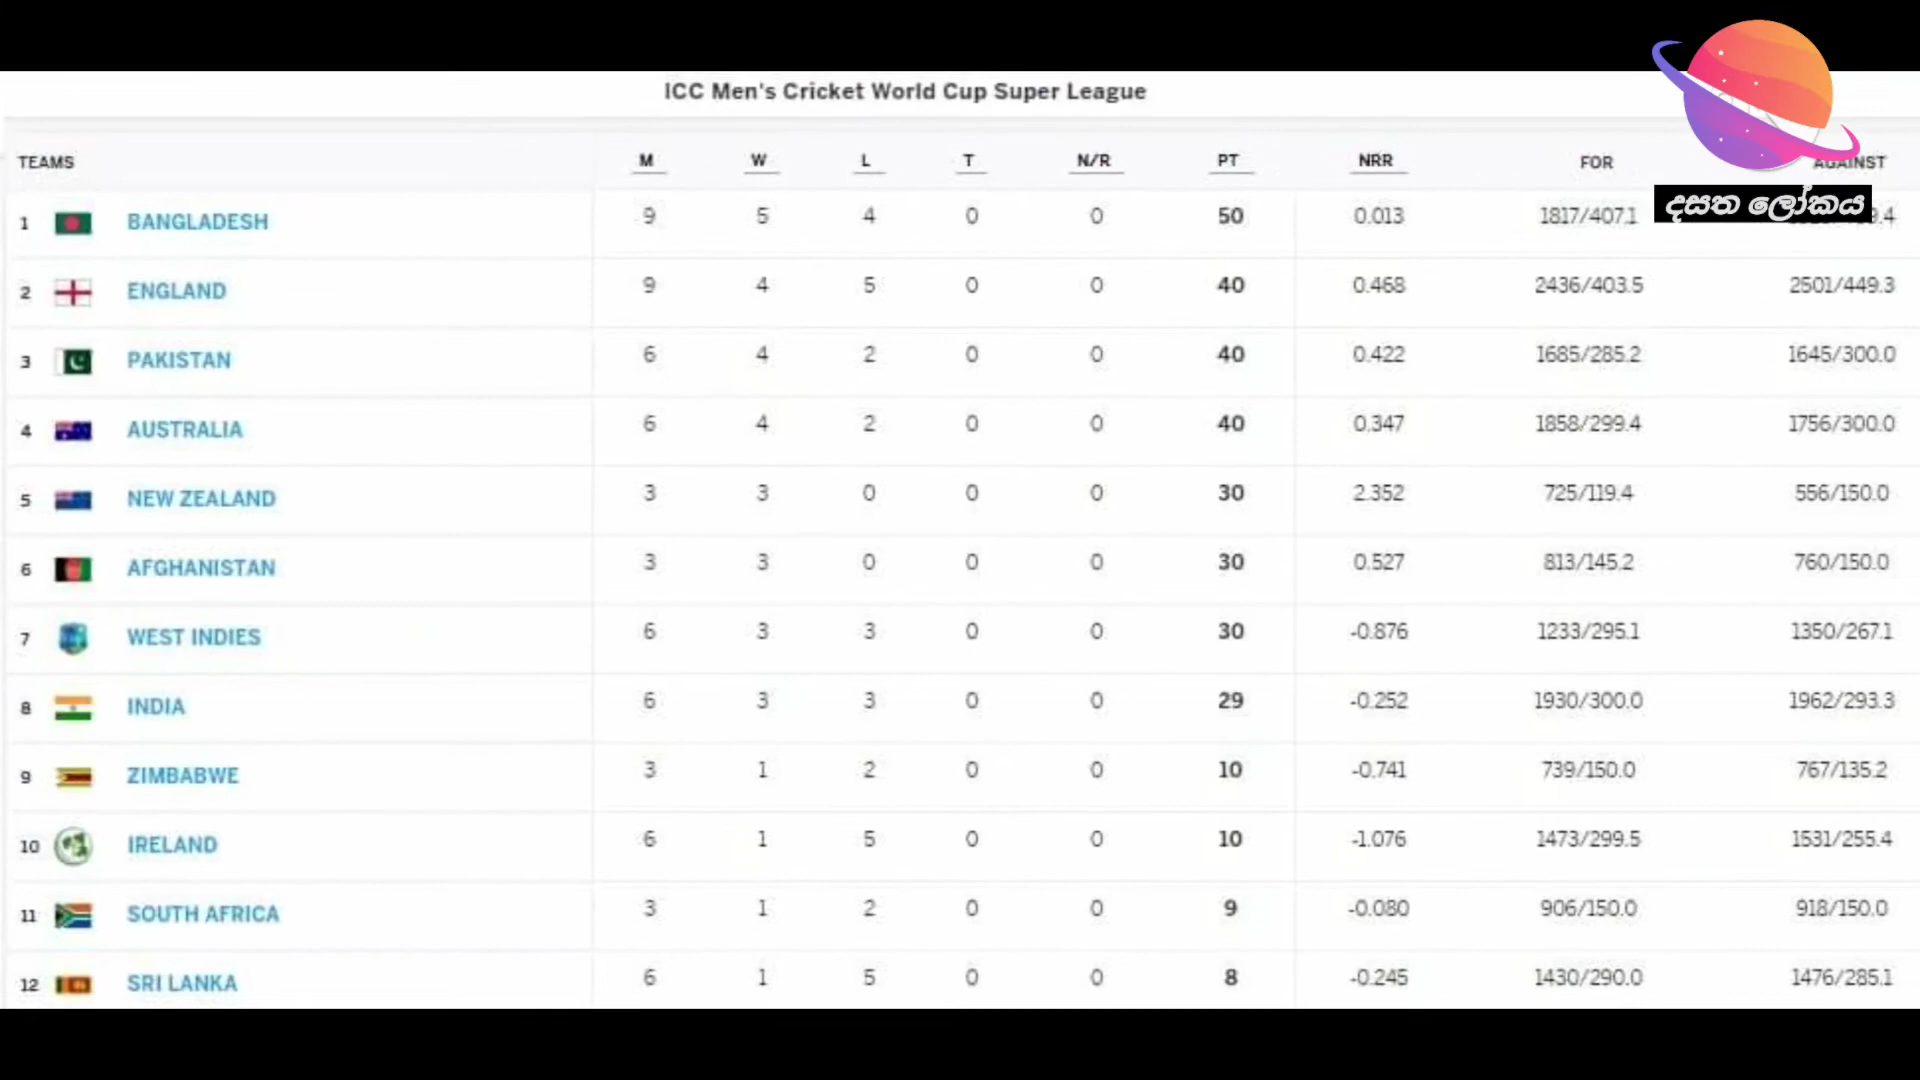 ICC Men's Cricket World Cup Super League
TEAMS M W L T N/R PT NRR FOR AGAINST
1 BANGLADESH 9 5 4 0 0 50 0.013 1817/407.1
දසත ලෝකය
2 ENGLAND 9 4 5 0 0 40 0.468 2436/403.5 2501/449.3
3 PAKISTAN 6 4 2 0 0 40 0.422 1685/285.2 1645/300.0
4 AUSTRALIA 6 4 2 0 0 40 0.347 1858/299.4 1756/300.0
5 NEW ZEALAND 3 3 0 0 0 30 2.352 725/119.4 556/150.0
6 AFGHANISTAN 3 3 0 0 0 30 0.527 813/145.2 760/150.0
7 WEST INDIES 6 3 3 0 0 30 -0.876 1233/295.1 1350/267.1
8 INDIA 6 3 3 0 0 29 -0.252 1930/300.0 1962/293.3
9 ZIMBABWE 3 1 2 0 0 10 -0.741 739/150.0 767/135.2
10 IRELAND 6 1 5 0 0 10 -1.076 1473/299.5 1531/255.4
11 SOUTH AFRICA 3 1 2 0 0 9 -0.080 906/150.0 918/150.0
12 SRI LANKA 6 1 5 0 0 8 -0.245 1430/290.0 1476/285.1